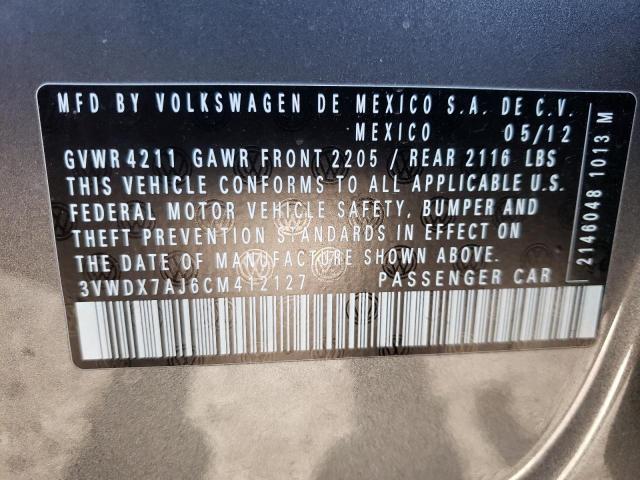 MFD BY VOLKSWAGEN DE MEXICO S.A. DE C.V.
MEXICO 05/12
GVWR 4211 GAWR FRONT 2205 / REAR 2116 LBS
THIS VEHICLE CONFORMS TO ALL APPLICABLE U.S.
FEDERAL MOTOR VEHICLE SAFETY, BUMPER AND
THEFT PREVENTION STANDARDS IN EFFECT ON
THE DATE OF MANUFACTURE SHOWN ABOVE.
3VWDX7AJ6CM412127 PASSENGER CAR
2146048 1013 M